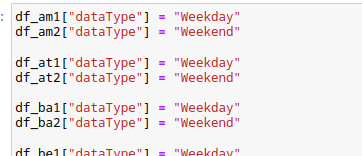 :
df_am1["dataType"] = "Weekday"
df_am2["dataType"] = "Weekend"
df_at1["dataType"] = "Weekday"
df_at2["dataType"] = "Weekend"
df_ba1["dataType"] = "Weekday"
df_ba2["dataType"] = "Weekend"
df_be1["dataType"] = "Weekday"